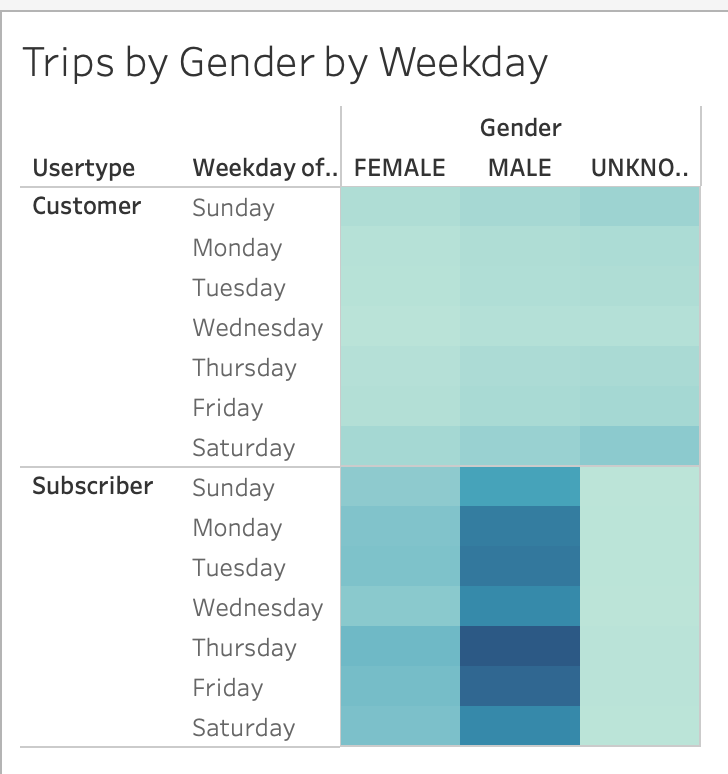 Trips by Gender by Weekday
Gender
Usertype Weekday of.. FEMALE MALE UNKNO..
Customer Sunday
Monday
Tuesday
Wednesday
Thursday
Friday
Saturday
Subscriber Sunday
Monday
Tuesday
Wednesday
Thursday
Friday
Saturday